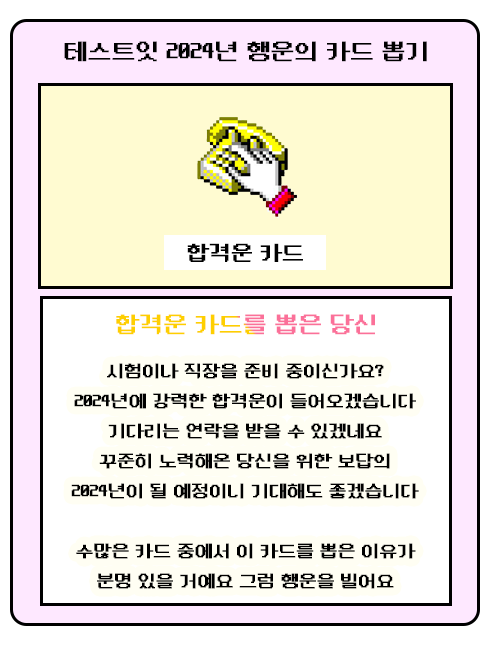 테스트잇 2024년 행운의 카드 뽑기
합격운 카드
합격운 카드를 뽑은 당신
시험이나 직장을 준비 중이신가요?
2024년에 강력한 합격운이 들어오겠습니다
기다리는 연락을 받을 수 있겠네요
꾸준히 노력해온 당신을 위한 보답의
2024년이 될 예정이니 기대해도 좋겠습니다
수많은 카드 중에서 이 카드를 뽑은 이유가
분명 있을 거예요 그럼 행운을 빌어요